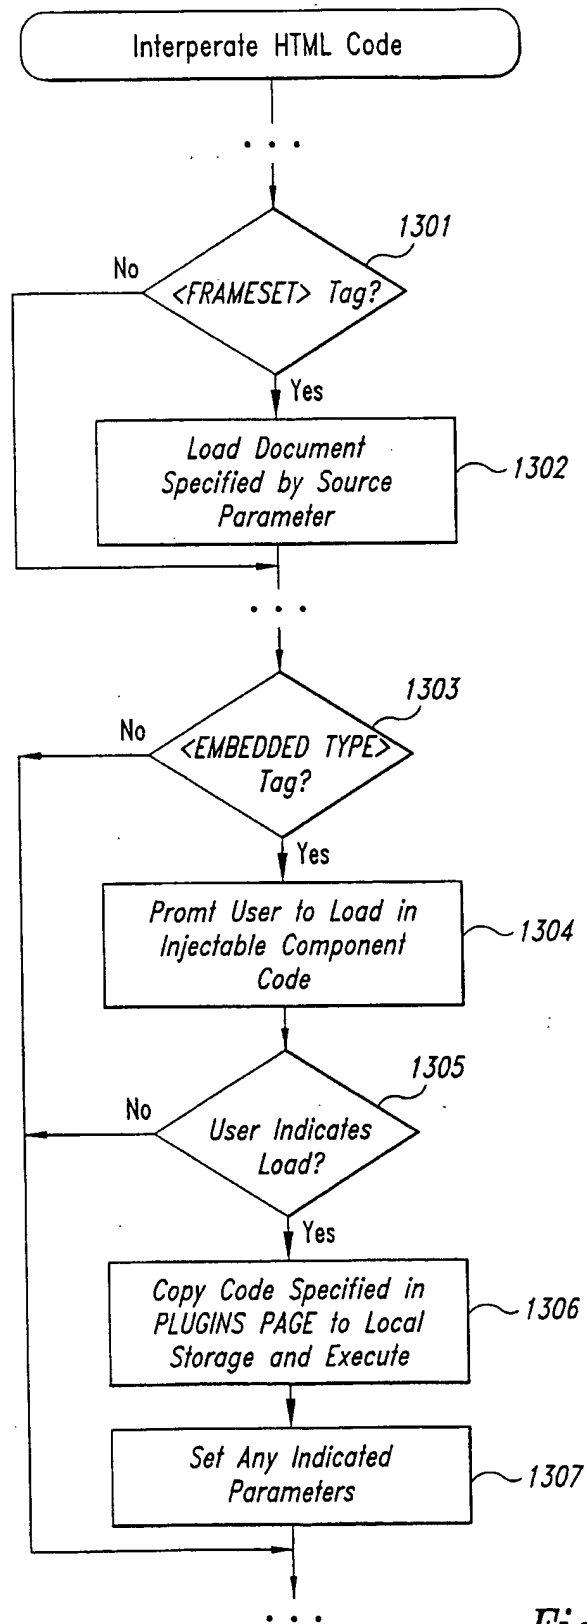 Interperate HTML Code
1301
No
<FRAMESET> Tag?
Yes
Load Document
Specified by Source
Parameter
1302
1303
No
<EMBEDDED TYPE>
Tag?
Yes
Promt User to Load in
Injectable Component
Code
1304
1305
No
User Indicates
Load?
Yes
Copy Code Specified in
PLUGINS PAGE to Local
Storage and Execute
1306
Set Any Indicated
Parameters
1307